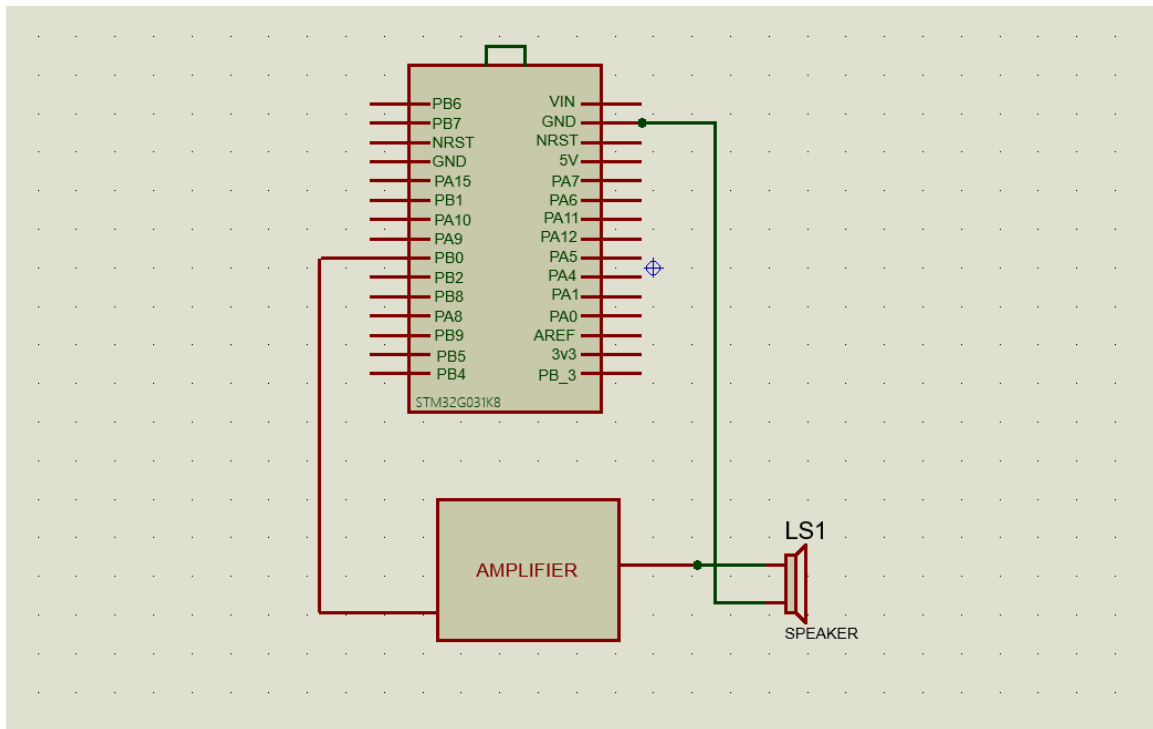 PB6
PB7
NRST
GND
PA15
PB1
PA10
PA9
PB0
PB2
PB8
PA8
PB9
PB5
PB4
VIN
GND
NRST
5V
PA7
PA6
PA11
PA12
PA5
PA4
PA1
PA0
AREF
3v3
PB_3
STM32G031K8
AMPLIFIER
LS1
SPEAKER